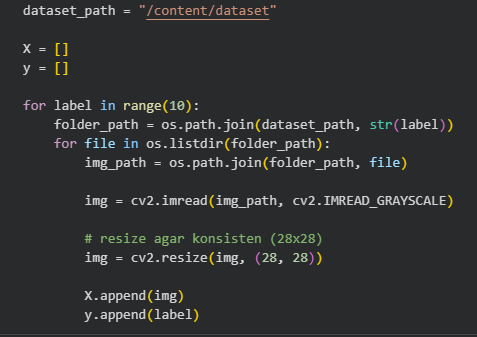 dataset_path = "/content/dataset"
X = []
y = []
for label in range(10):
    folder_path = os.path.join(dataset_path, str(label))
    for file in os.listdir(folder_path):
        img_path = os.path.join(folder_path, file)
        img = cv2.imread(img_path, cv2.IMREAD_GRAYSCALE)
        # resize agar konsisten (28x28)
        img = cv2.resize(img, (28, 28))
        X.append(img)
        y.append(label)